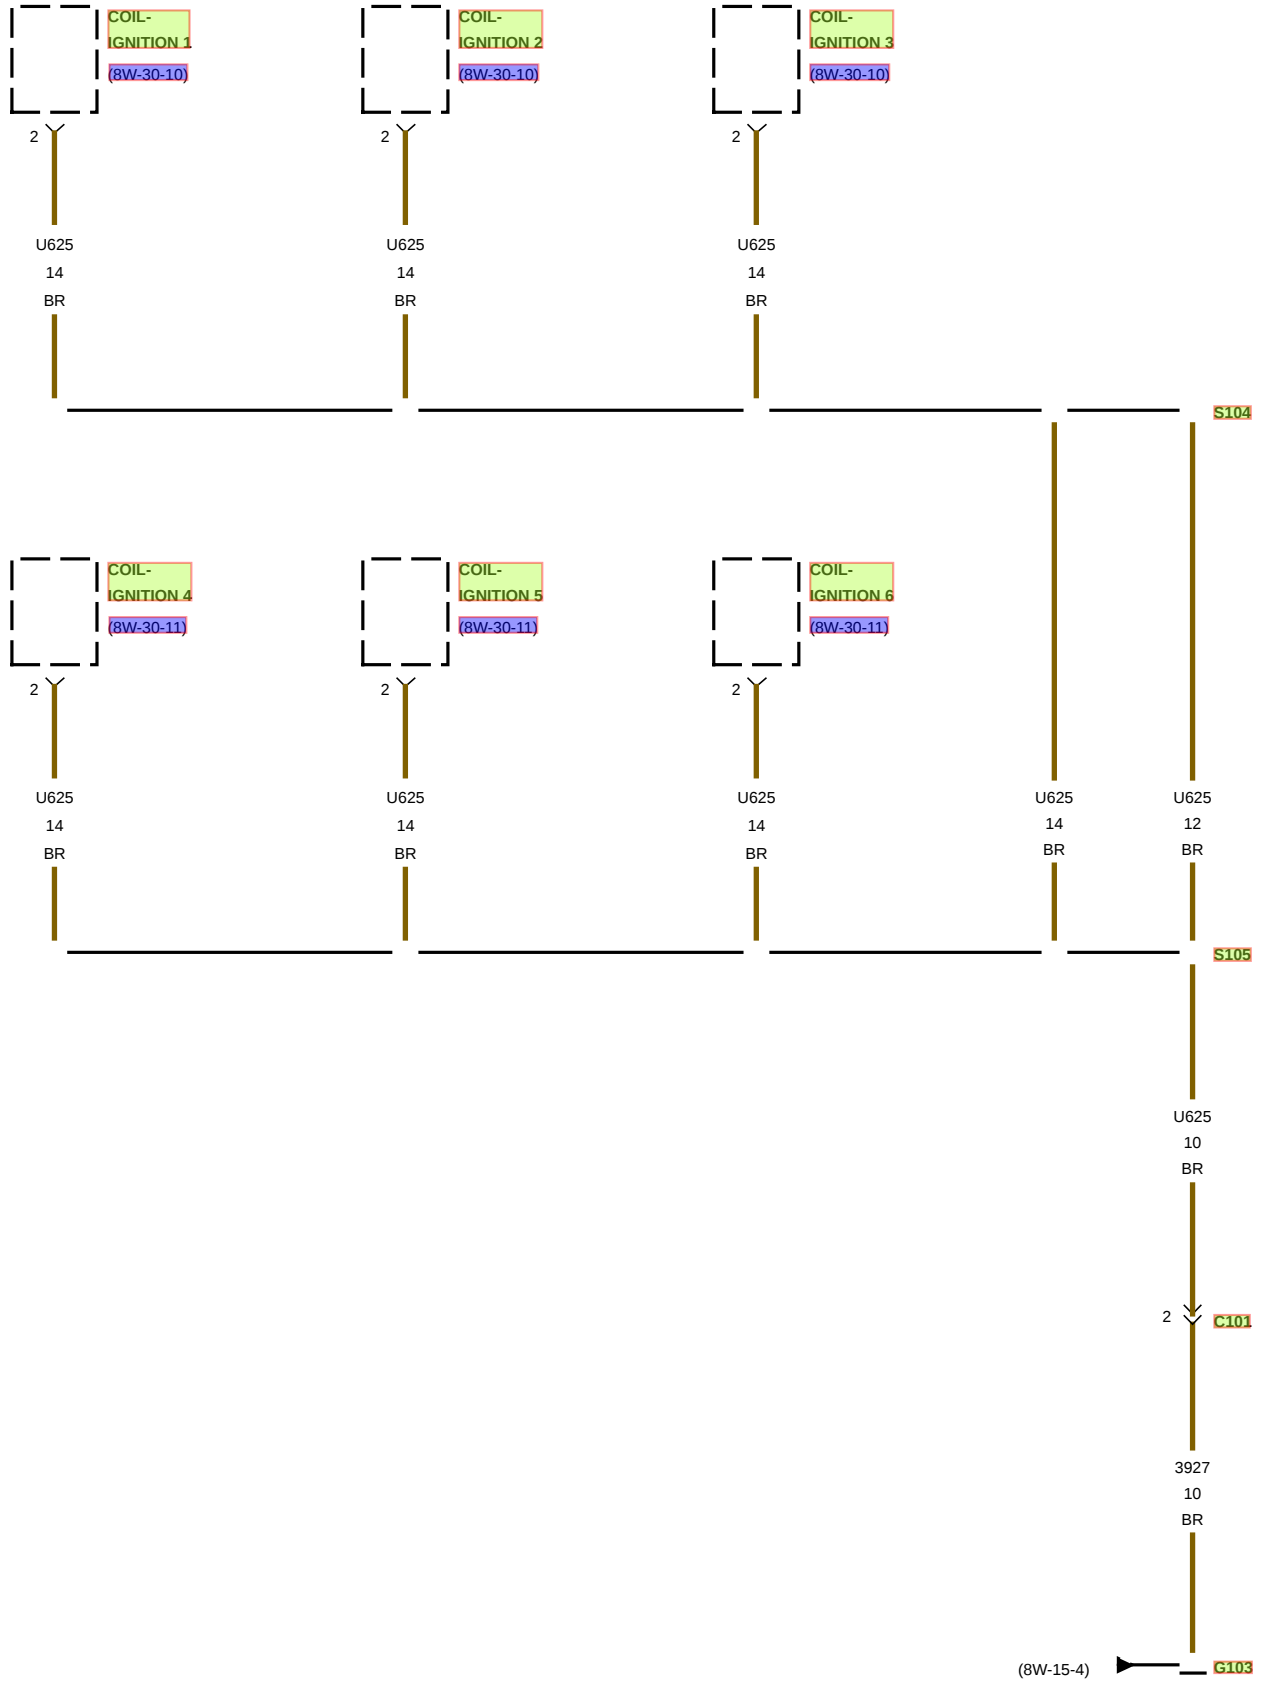 COIL-
IGNITION 1
(8W-30-10)
COIL-
IGNITION 2
(8W-30-10)
COIL-
IGNITION 3
(8W-30-10)
2
2
2
U625
14
BR
U625
14
BR
U625
14
BR
S104
COIL-
IGNITION 4
(8W-30-11)
COIL-
IGNITION 5
(8W-30-11)
COIL-
IGNITION 6
(8W-30-11)
2
2
2
U625
14
BR
U625
14
BR
U625
14
BR
U625
14
BR
U625
12
BR
S105
U625
10
BR
2
C101
3927
10
BR
(8W-15-4)
G103